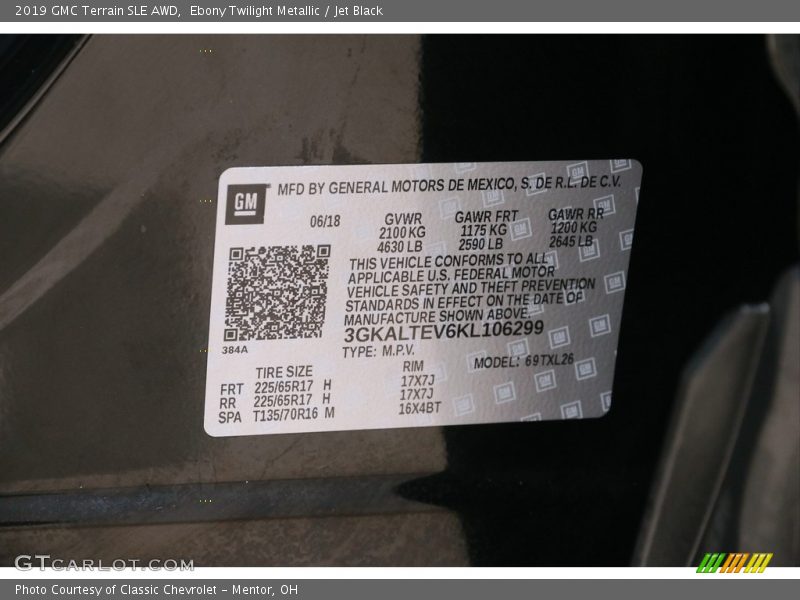 2019 GMC Terrain SLE AWD, Ebony Twilight Metallic / Jet Black
GM
MFD BY GENERAL MOTORS DE MEXICO, S. DE R.L. DE C.V.
06/18 GVWR GAWR FRT GAWR RR
2100 KG 1175 KG 1200 KG
4630 LB 2590 LB 2645 LB
THIS VEHICLE CONFORMS TO ALL
APPLICABLE U.S. FEDERAL MOTOR
VEHICLE SAFETY AND THEFT PREVENTION
STANDARDS IN EFFECT ON THE DATE OF
MANUFACTURE SHOWN ABOVE.
3GKALTEV6KL106299
384A
TYPE: M.P.V. MODEL: 69TXL26
TIRE SIZE RIM
FRT 225/65R17 H 17X7J
RR 225/65R17 H 17X7J
SPA T135/70R16 M 16X4BT
GTCARLOT.COM
Photo Courtesy of Classic Chevrolet - Mentor, OH